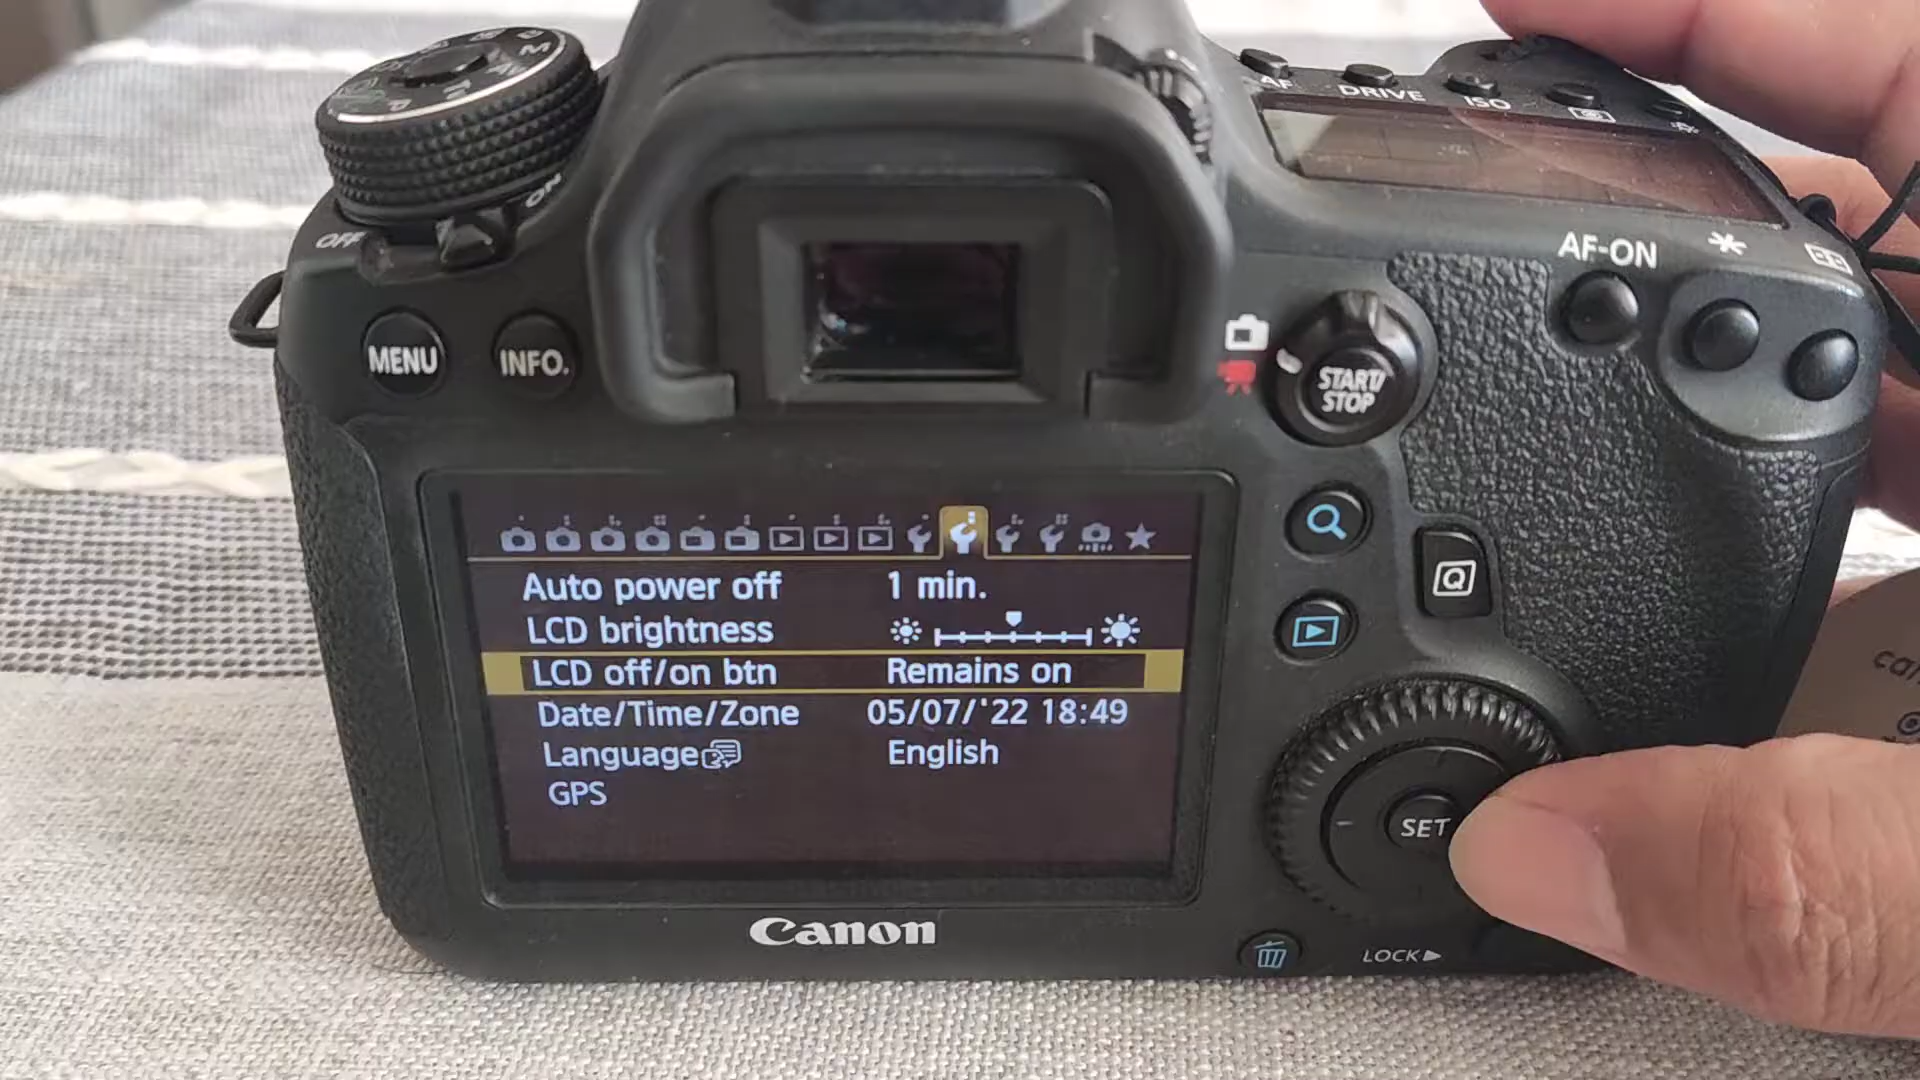 M
P
ON
OFF
AF
DRIVE
ISO
AF-ON
MENU
INFO.
START/
STOP
Q
Auto power off 1 min.
LCD brightness
LCD off/on btn Remains on
Date/Time/Zone 05/07/'22 18:49
Language English
GPS
SET
Canon
LOCK